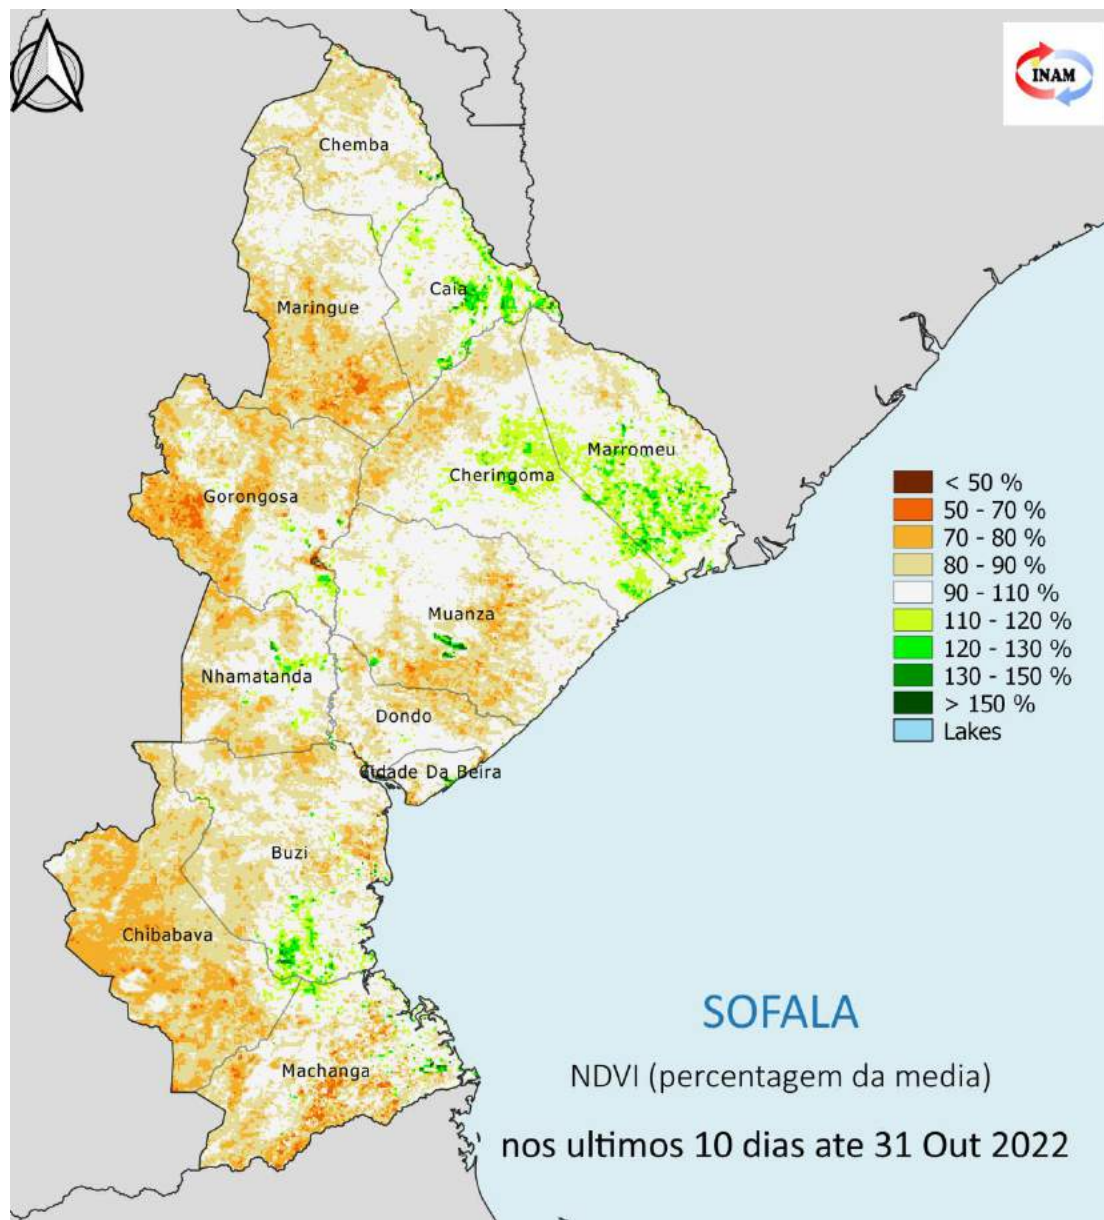 INAM
Chemba
Caia
Maringue
Marromeu
Cheringoma
Gorongosa
< 50 %
50 - 70 %
70 - 80 %
80 - 90 %
90 - 110 %
110 - 120 %
120 - 130 %
130 - 150 %
> 150 %
Lakes
Muanza
Nhamatanda
Dondo
Cidade Da Beira
Buzi
Chibabava
Machanga
SOFALA
NDVI (percentagem da media)
nos ultimos 10 dias ate 31 Out 2022